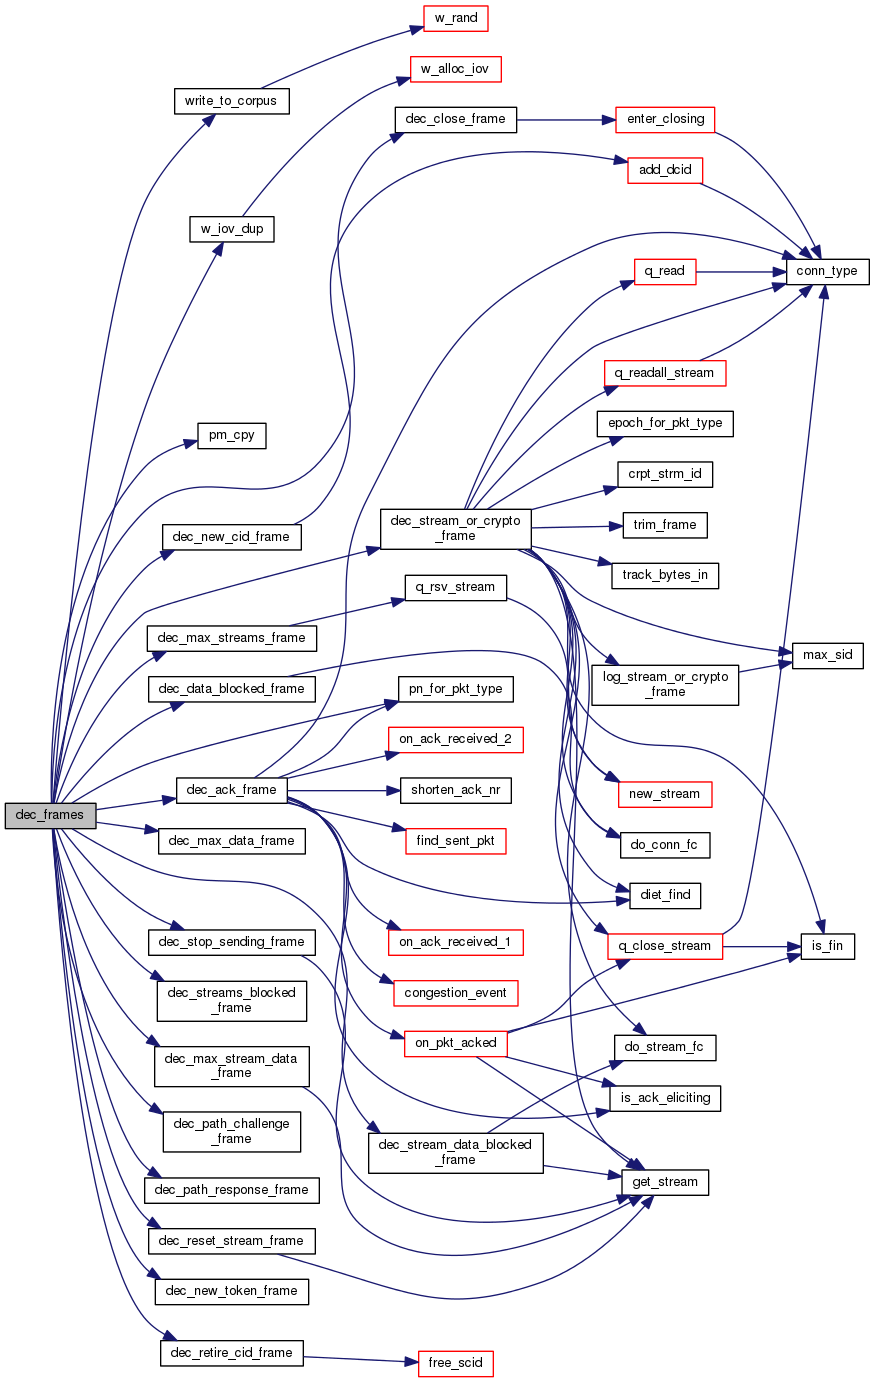 w_rand
w_alloc_iov
write_to_corpus
dec_close_frame
enter_closing
add_dcid
w_iov_dup
q_read
conn_type
q_readall_stream
pm_cpy
epoch_for_pkt_type
crpt_strm_id
dec_new_cid_frame
dec_stream_or_crypto
_frame
trim_frame
track_bytes_in
q_rsv_stream
dec_max_streams_frame
max_sid
log_stream_or_crypto
_frame
dec_data_blocked_frame
pn_for_pkt_type
on_ack_received_2
dec_ack_frame
shorten_ack_nr
new_stream
dec_frames
dec_max_data_frame
find_sent_pkt
do_conn_fc
diet_find
dec_stop_sending_frame
on_ack_received_1
q_close_stream
is_fin
dec_streams_blocked
_frame
congestion_event
on_pkt_acked
do_stream_fc
dec_max_stream_data
_frame
is_ack_eliciting
dec_path_challenge
_frame
dec_stream_data_blocked
_frame
get_stream
dec_path_response_frame
dec_reset_stream_frame
dec_new_token_frame
dec_retire_cid_frame
free_scid